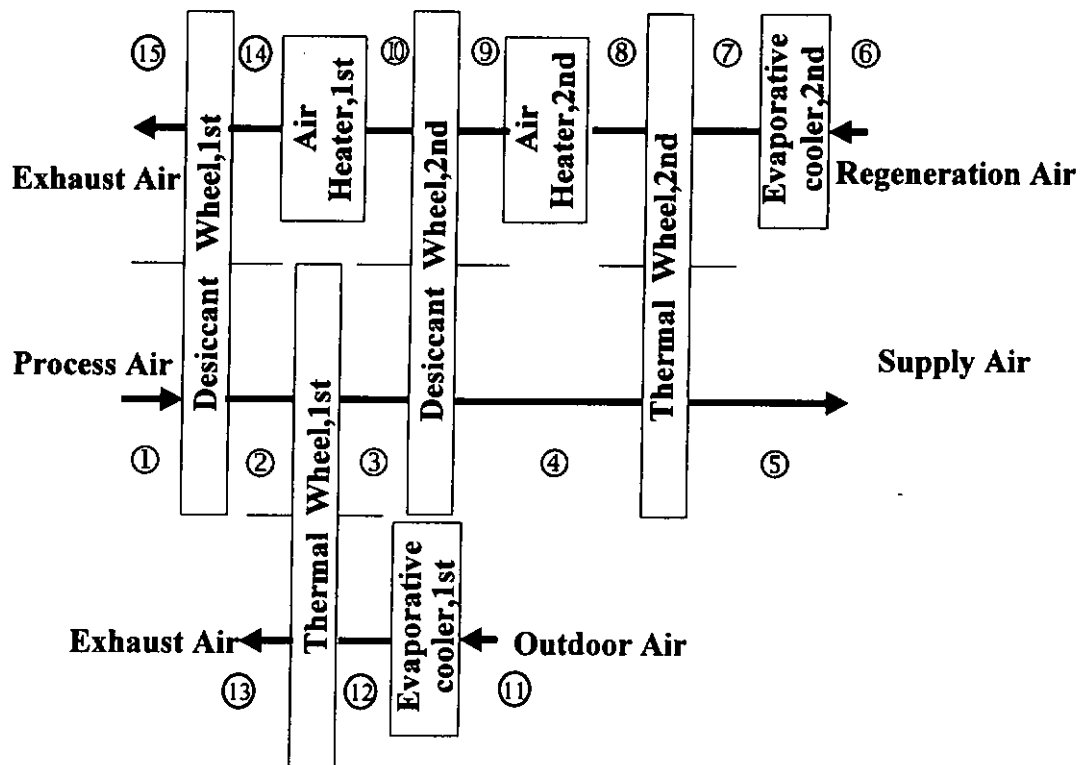 ⑮ ⑭ ⑩ ⑨ ⑧ ⑦ ⑥
Desiccant Wheel,1st
Air
Heater,1st
Desiccant Wheel,2nd
Air
Heater,2nd
Thermal Wheel,2nd
Evaporative
cooler,2nd
Exhaust Air
Regeneration Air
Process Air
Supply Air
Thermal Wheel,1st
① ② ③ ④ ⑤
Evaporative
cooler,1st
Exhaust Air
Outdoor Air
⑬ ⑫ ⑪